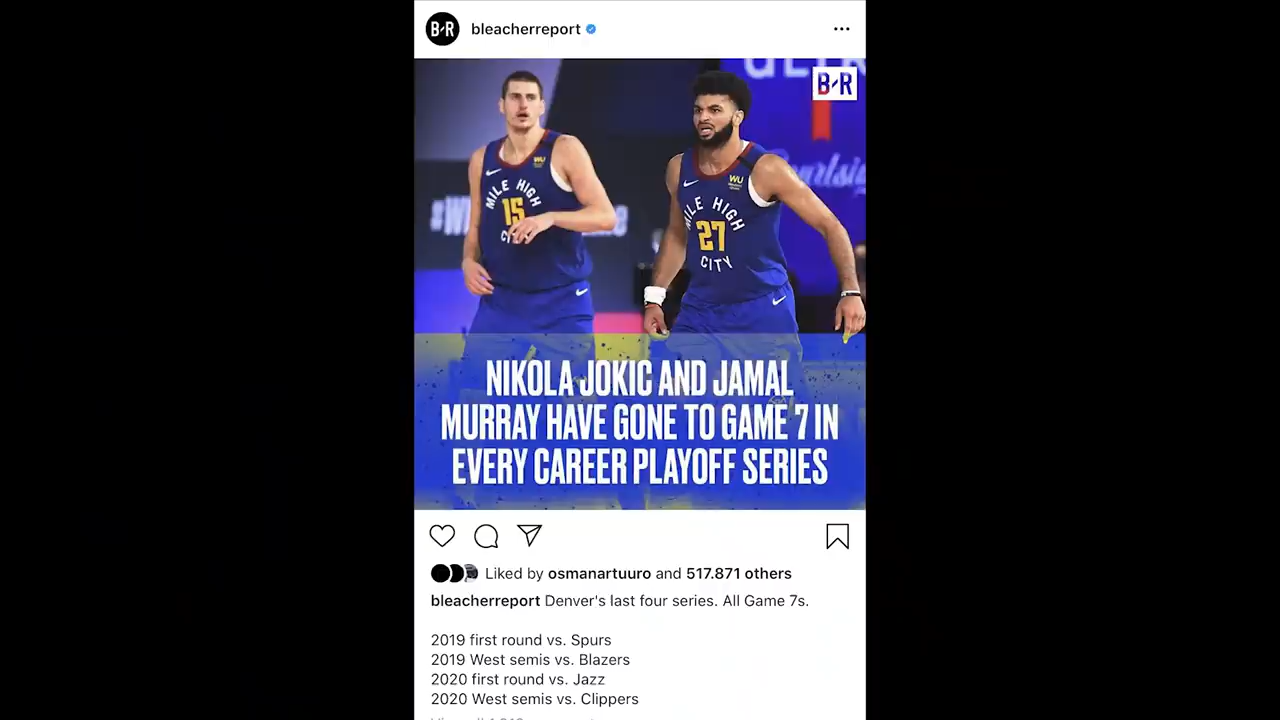 B/R
bleacherreport
B/R
WU
MILE HIGH
15
WU
MILE HIGH
27
CITY
NIKOLA JOKIC AND JAMAL
MURRAY HAVE GONE TO GAME 7 IN
EVERY CAREER PLAYOFF SERIES
Liked by osmanartuuro and 517.871 others
bleacherreport Denver's last four series. All Game 7s.
2019 first round vs. Spurs
2019 West semis vs. Blazers
2020 first round vs. Jazz
2020 West semis vs. Clippers